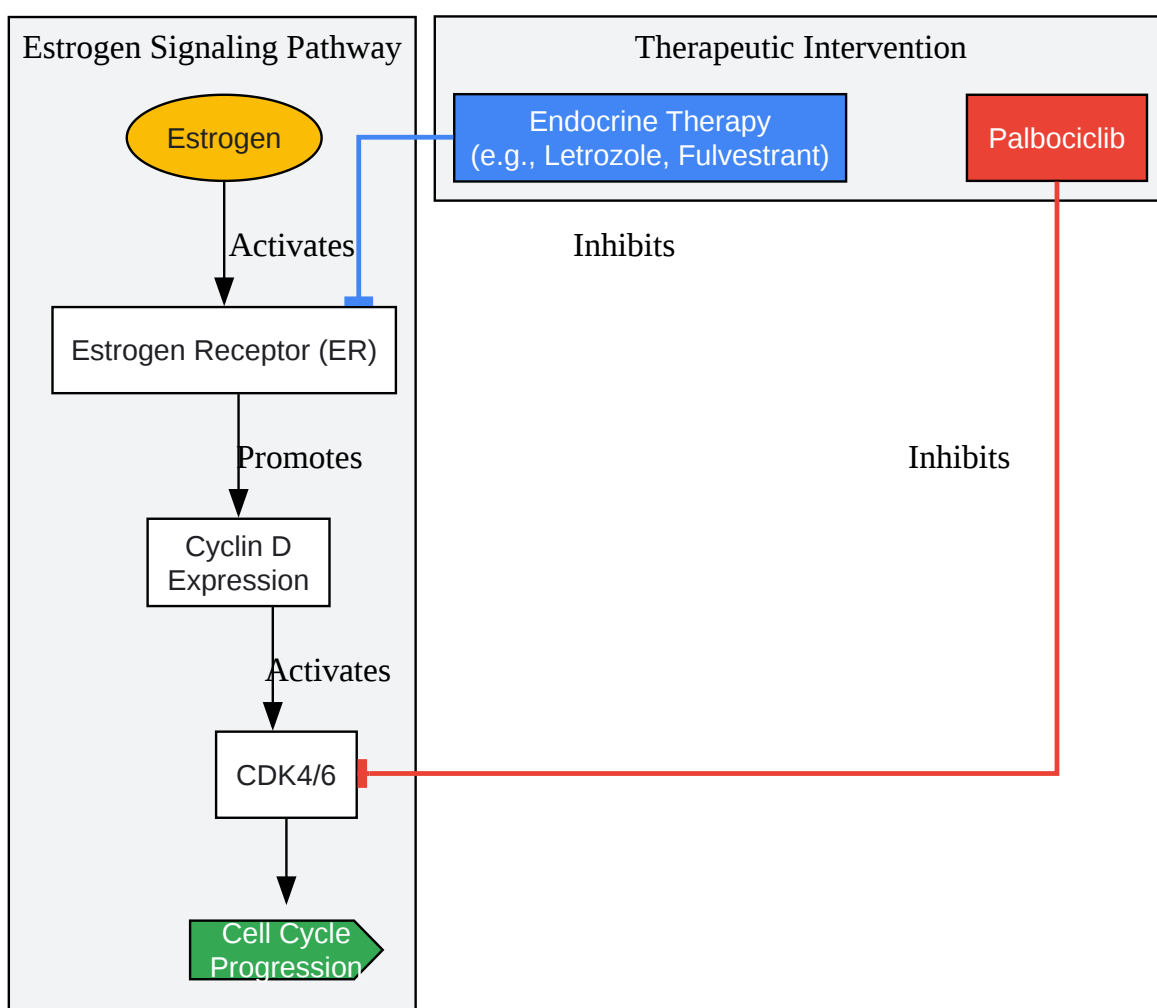 Estrogen Signaling Pathway
Therapeutic Intervention
Estrogen
Endocrine Therapy
(e.g., Letrozole, Fulvestrant)
Palbociclib
Activates
Inhibits
Estrogen Receptor (ER)
Promotes
Inhibits
Cyclin D
Expression
Activates
CDK4/6
Cell Cycle
Progression